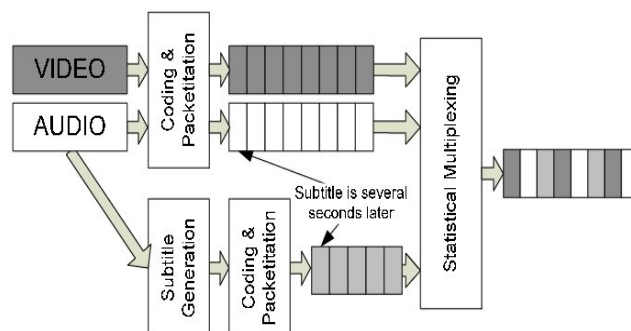 VIDEO
AUDIO
Coding &
Packetitation
Subtitle is several
seconds later
Subtitle
Generation
Coding &
Packetitation
Statistical Multiplexing